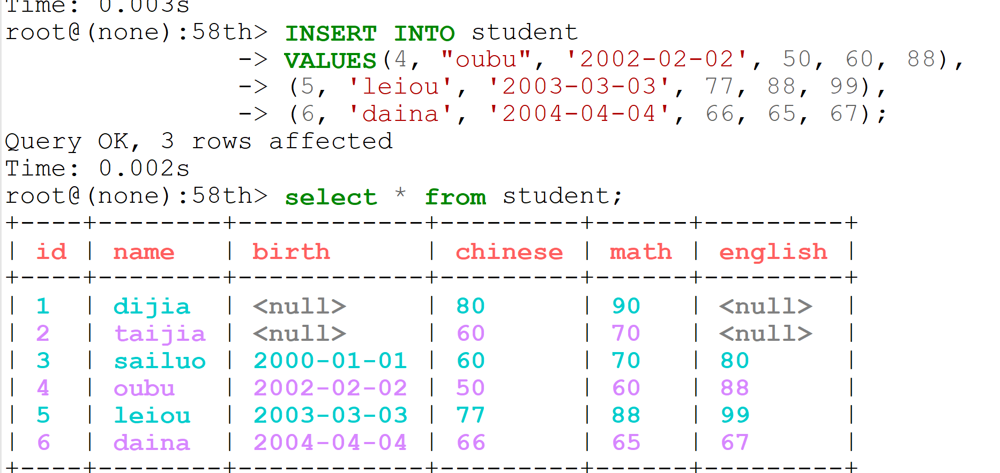 Time: 0.003s
root@(none):58th> INSERT INTO student
-> VALUES(4, "oubu", '2002-02-02', 50, 60, 88),
-> (5, 'leiou', '2003-03-03', 77, 88, 99),
-> (6, 'daina', '2004-04-04', 66, 65, 67);
Query OK, 3 rows affected
Time: 0.002s
root@(none):58th> select * from student;
+----+--------+------------+---------+------+---------+
| id | name   | birth      | chinese | math | english |
+----+--------+------------+---------+------+---------+
| 1  | dijia  | <null>     | 80      | 90   | <null>  |
| 2  | taijia | <null>     | 60      | 70   | <null>  |
| 3  | sailuo | 2000-01-01 | 60      | 70   | 80      |
| 4  | oubu   | 2002-02-02 | 50      | 60   | 88      |
| 5  | leiou  | 2003-03-03 | 77      | 88   | 99      |
| 6  | daina  | 2004-04-04 | 66      | 65   | 67      |
+----+--------+------------+---------+------+---------+